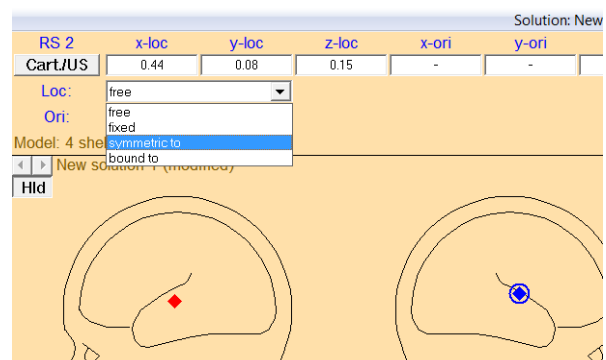 Solution: New
RS 2 x-loc y-loc z-loc x-ori y-ori
Cart./US 0.44 0.08 0.15 - -
Loc: free
free
Ori: fixed
Model: 4 she symmetric to
bound to
New solution 1 (modified)
Hld